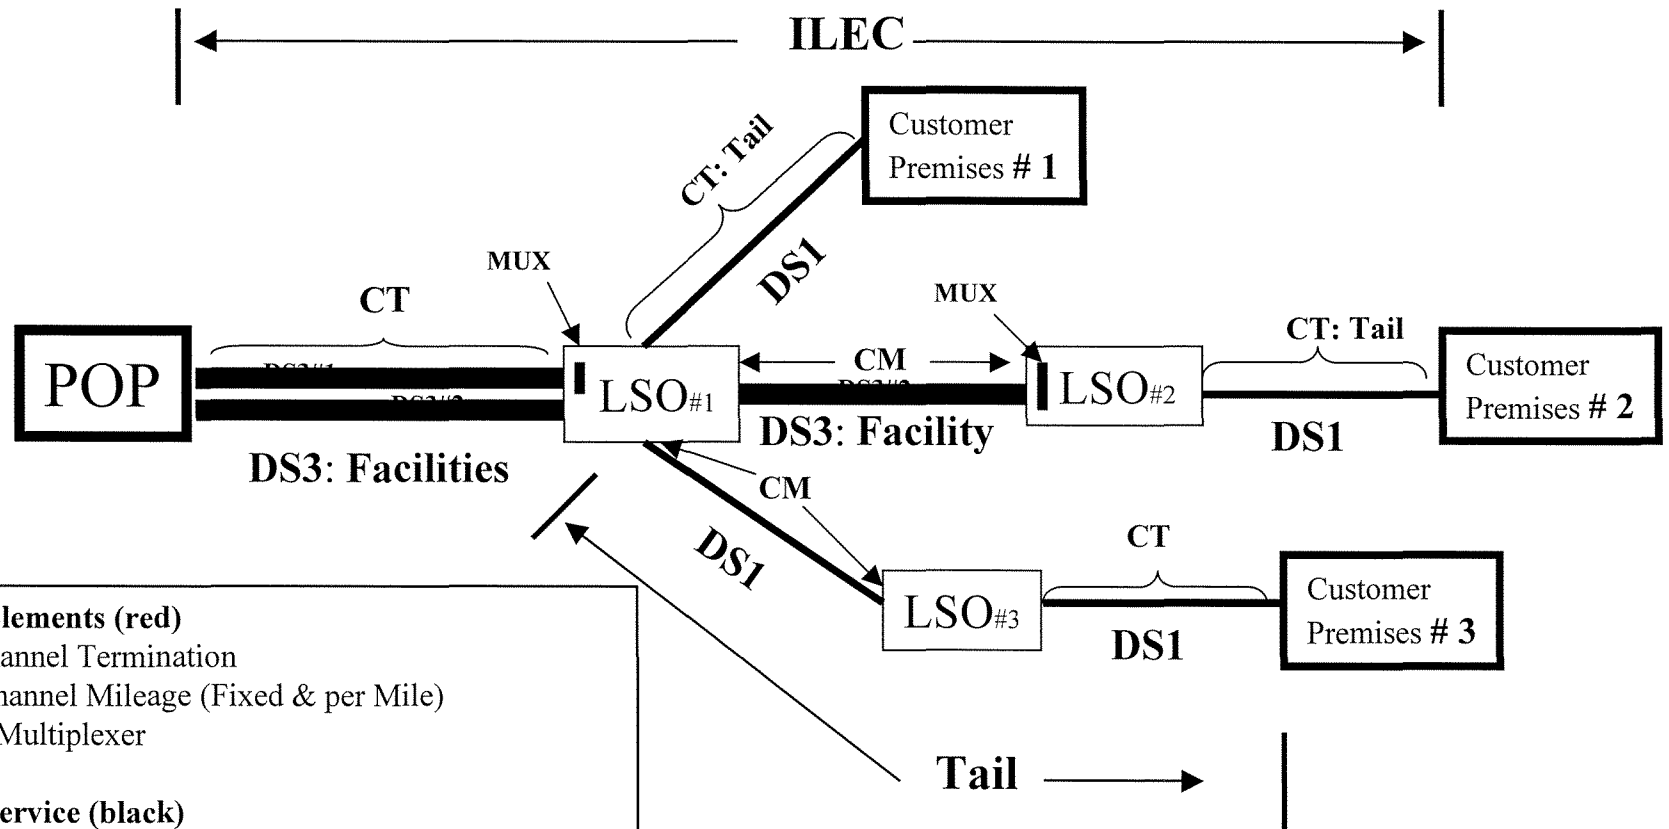 ILEC
Customer
Premises # 1
CT: Tail
DS1
MUX
CT
MUX
CT: Tail
POP
LSO#1
CM
LSO#2
Customer
Premises # 2
DS3: Facilities
DS3: Facility
DS1
CM
DS1
CT
LSO#3
Customer
Premises # 3
DS1
lements (red)
annel Termination
hannel Mileage (Fixed & per Mile)
Multiplexer
Tail
ervice (black)